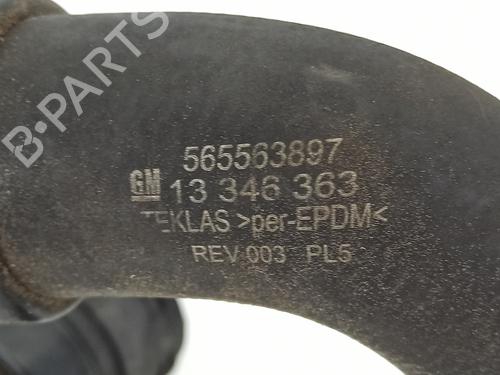 B-PARTS
565563897
GM 13 346 363
TEKLAS >per-EPDM<
REV 003 PL5